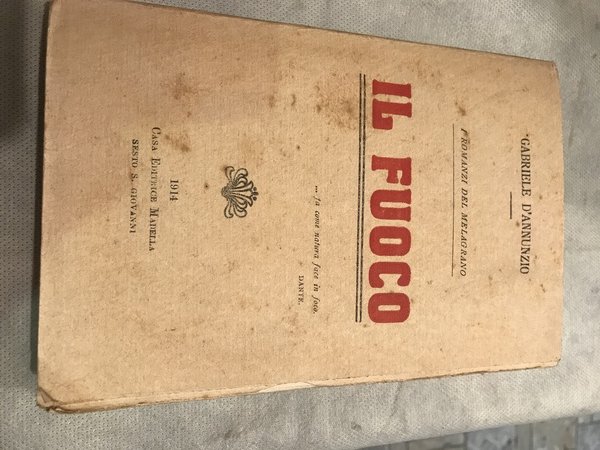 GABRIELE D'ANNUNZIO
I ROMANZI DEL MELAGRANO
IL FUOCO
... fa come natura face in foco.
DANTE.
1914
CASA EDITRICE MADELLA
SESTO S. GIOVANNI